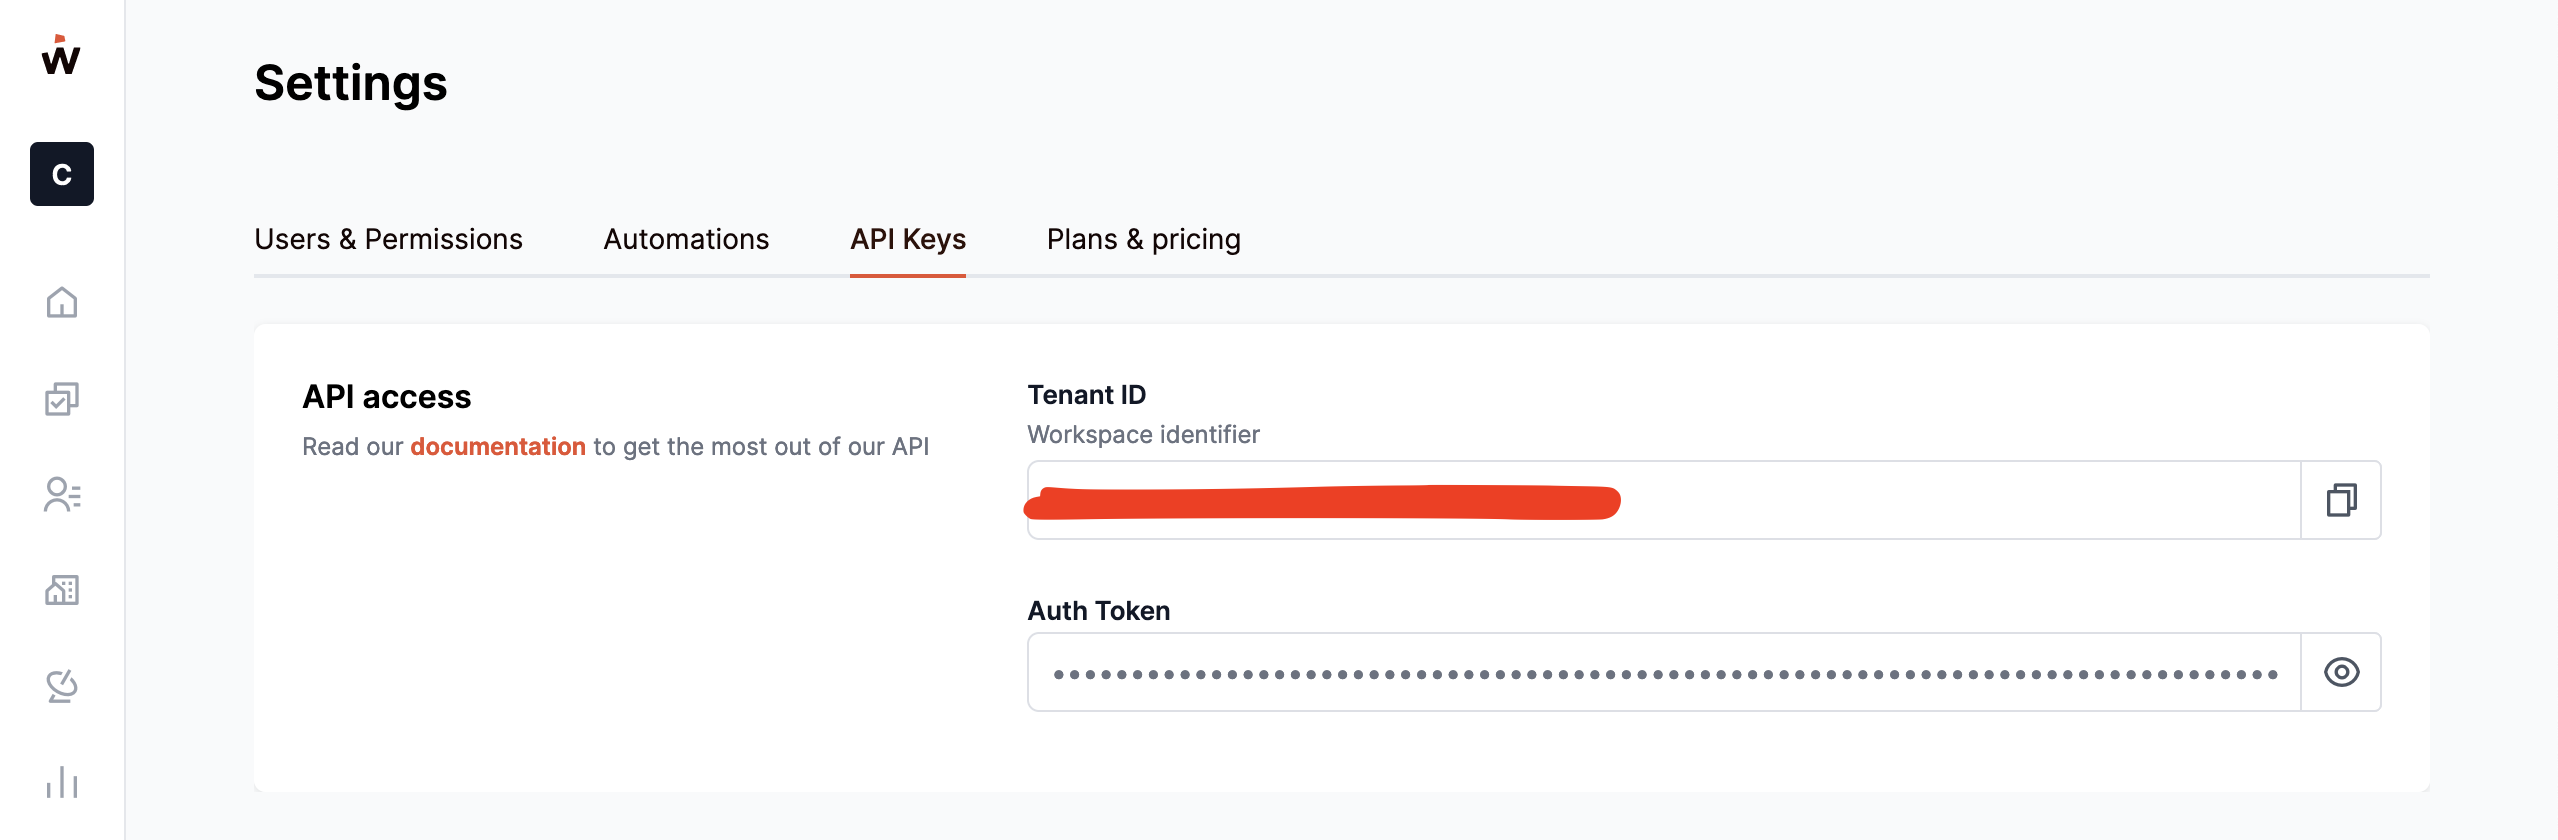 w
C
Settings
Users & Permissions
Automations
API Keys
Plans & pricing
API access
Read our documentation to get the most out of our API
Tenant ID
Workspace identifier
Auth Token